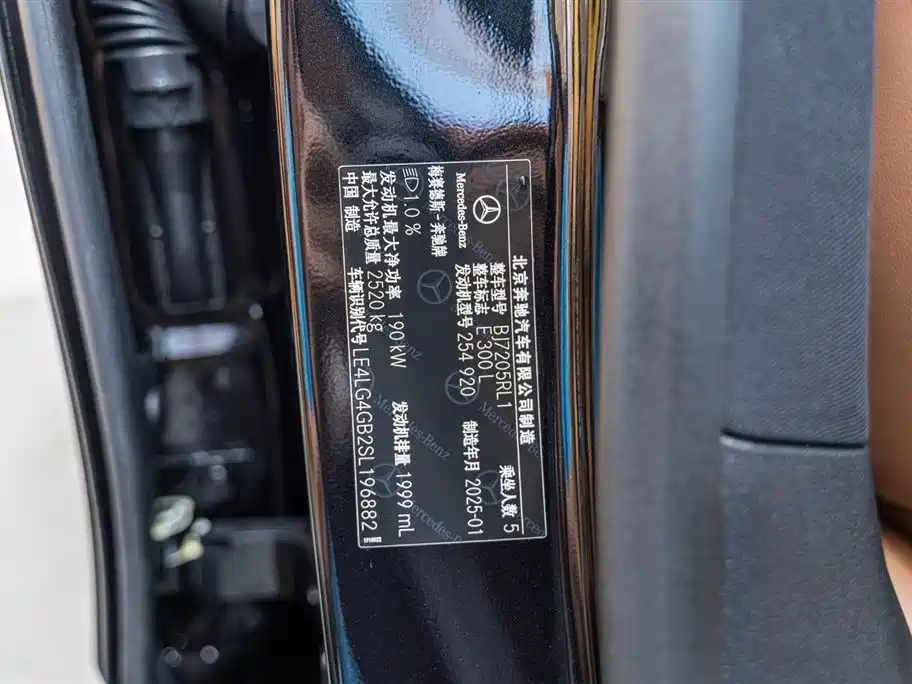 北京奔驰汽车有限公司制造
Mercedes-Benz
整车型号 BJ7205RL1 乘坐人数 5
整车标志 E 300 L
发动机型号 254 920 制造年月 2025-01
梅赛德斯-奔驰牌
1.0 %
发动机最大净功率 190 kW 发动机排量 1999 mL
最大允许总质量 2520 kg
中国 制造 车辆识别代号 LE4LG4GB2SL196882